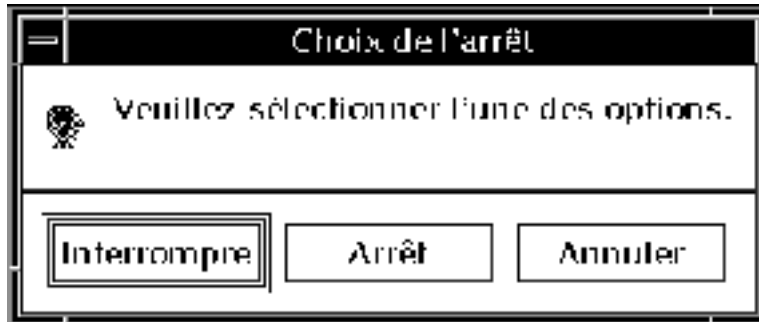 Choix de l'arrêt
Veuillez sélectionner l'une des options.
Interrompre Arrêt Annuler